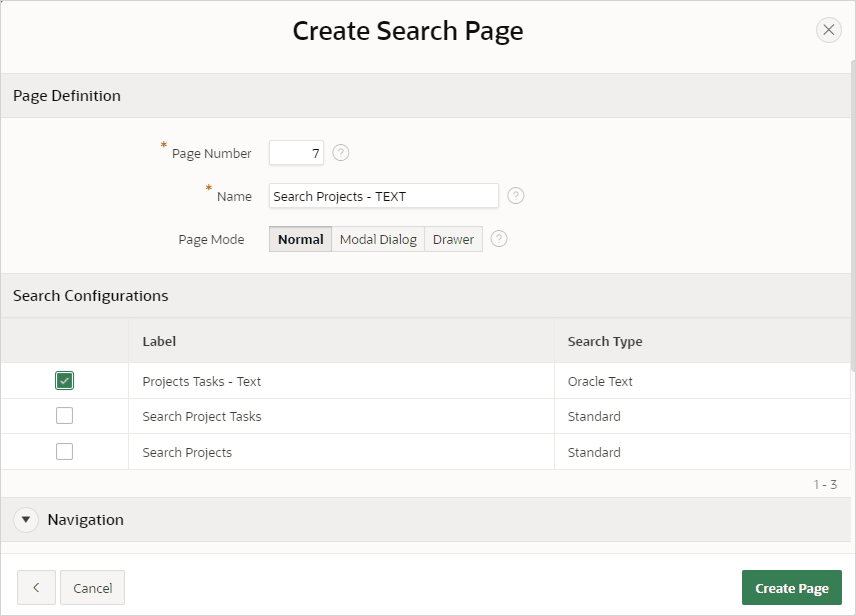 Create Search Page
Page Definition
* Page Number 7 ?
* Name Search Projects - TEXT ?
Page Mode Normal Modal Dialog Drawer ?
Search Configurations
Label Search Type
Projects Tasks - Text Oracle Text
Search Project Tasks Standard
Search Projects Standard
1 - 3
Navigation
Cancel Create Page